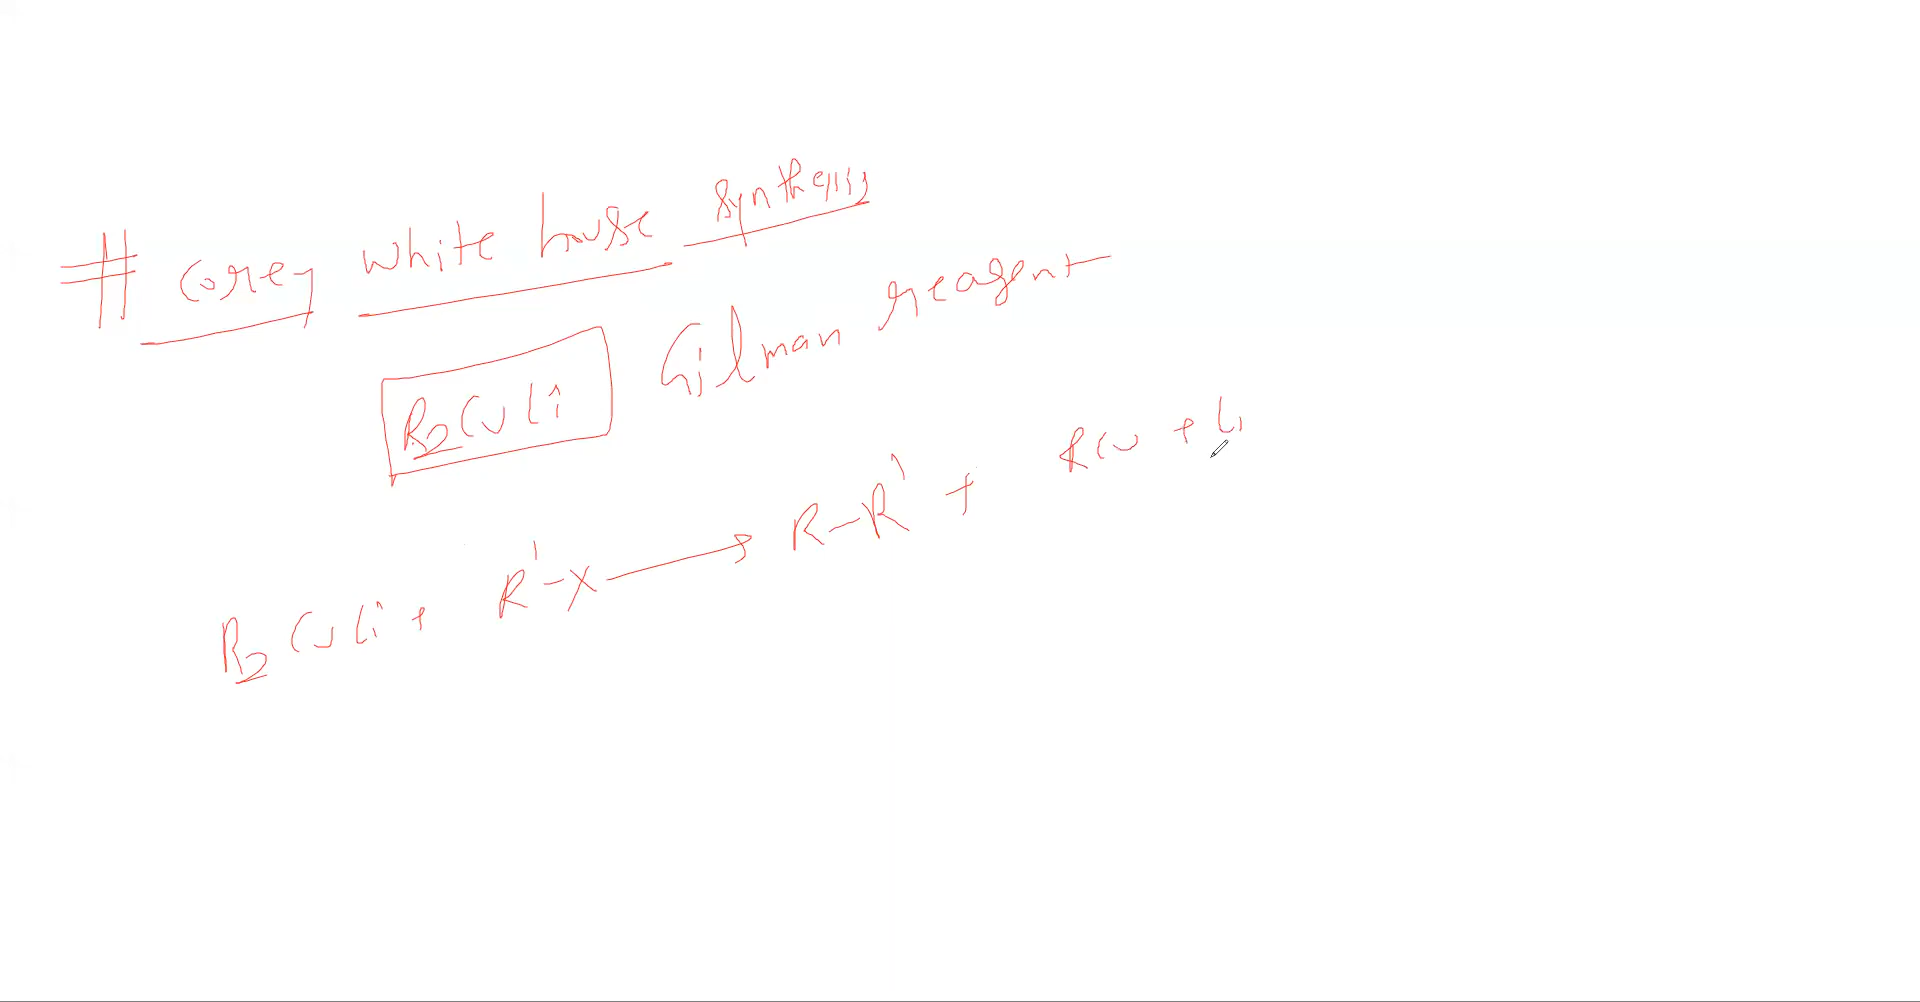 # Corey white house synthesis
R2CuLi Gilman reagent
R2CuLi + R'-X → R-R' + RCu + Li